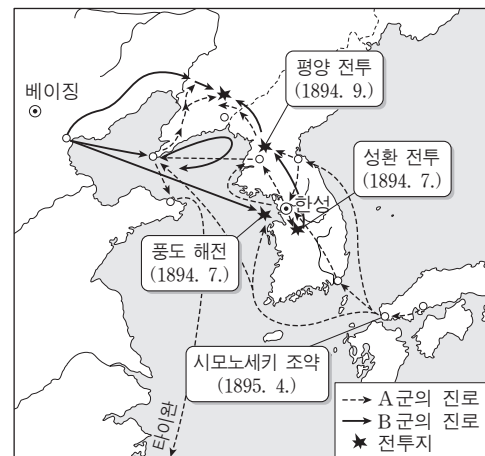 베이징
평양 전투
(1894. 9.)
성환 전투
(1894. 7.)
한성
풍도 해전
(1894. 7.)
시모노세키 조약
(1895. 4.)
타이완
A군의 진로
B군의 진로
전투지